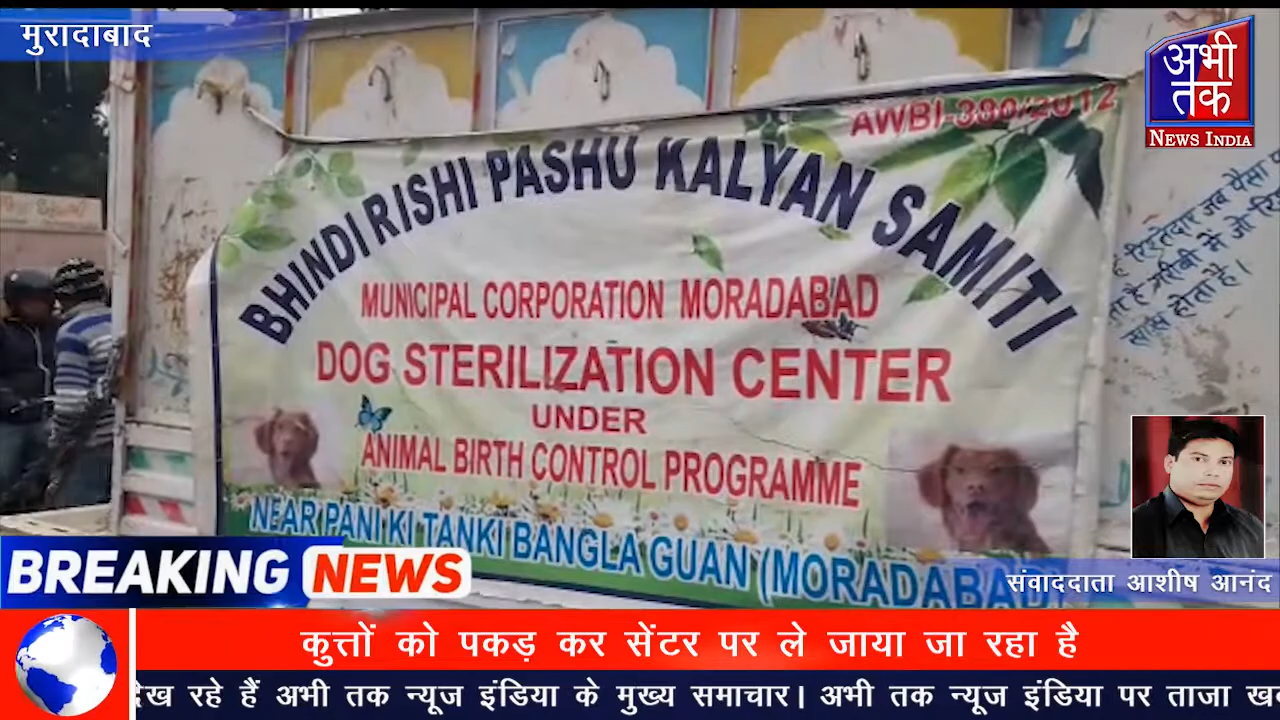 मुरादाबाद
अभी
तक
NEWS INDIA
AWBI-380/2012
BHINDI RISHI PASHU KALYAN SAMITI
MUNICIPAL CORPORATION MORADABAD
DOG STERILIZATION CENTER
UNDER
ANIMAL BIRTH CONTROL PROGRAMME
NEAR PANI KI TANKI BANGLA GUAN (MORADABAD)
रिश्तेदार जब पैसा
में जो
होता है।
BREAKING NEWS
संवाददाता आशीष आनंद
कुत्तों को पकड़ कर सेंटर पर ले जाया जा रहा है
देख रहे हैं अभी तक न्यूज इंडिया के मुख्य समाचार। अभी तक न्यूज इंडिया पर ताजा